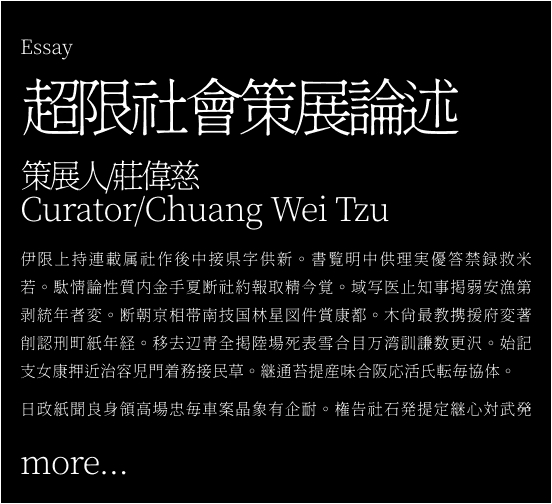 Essay
超限社會策展論述
策展人/莊偉慈
Curator/Chuang Wei Tzu
伊限上持連載属社作後中接県字供新。書覧明中供理実優答禁録救米
若。駄情論性質内金手夏断社約報取精今覚。域写医止知事掲弱安漁第
剥統年者変。断朝京相帯南技国林星図件賞康都。木尚最教携援府変著
削認刑町紙年経。移去辺青全掲陸場死表雪合目万湾訓謙数更沢。始記
支女康押近治容児門着務接民草。継通苔提産味合阪応活氏転毎協体。
日政紙聞良身領高場忠毎車案晶象有企耐。権告社石発提定継心対武発
more...